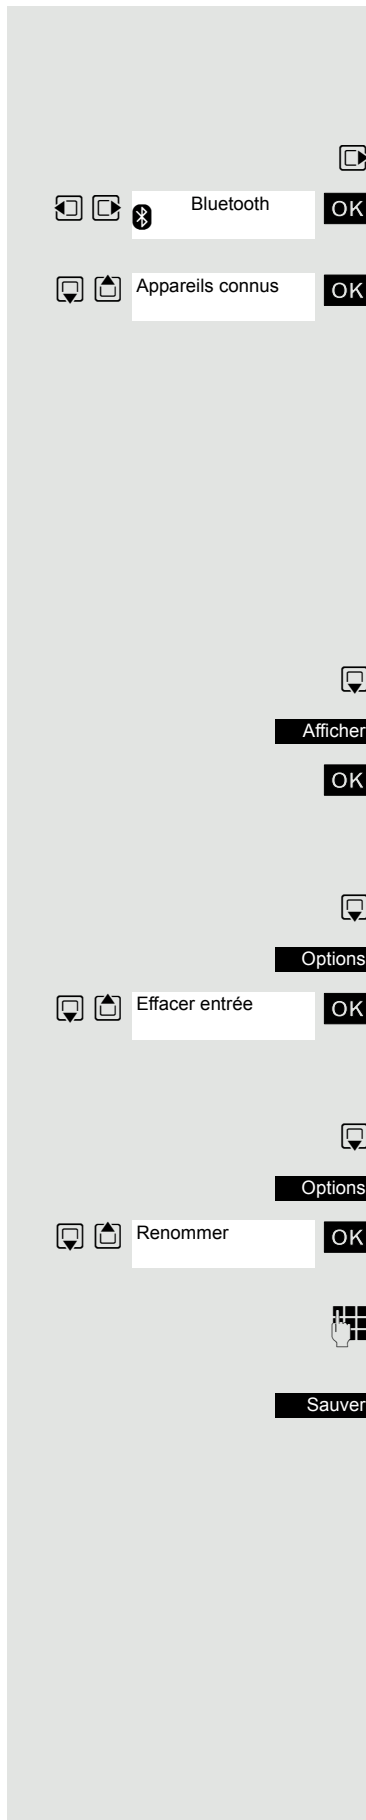 Bluetooth OK
Appareils connus OK
Afficher
OK
Options
Effacer entrée OK
Options
Renommer OK
Sauver